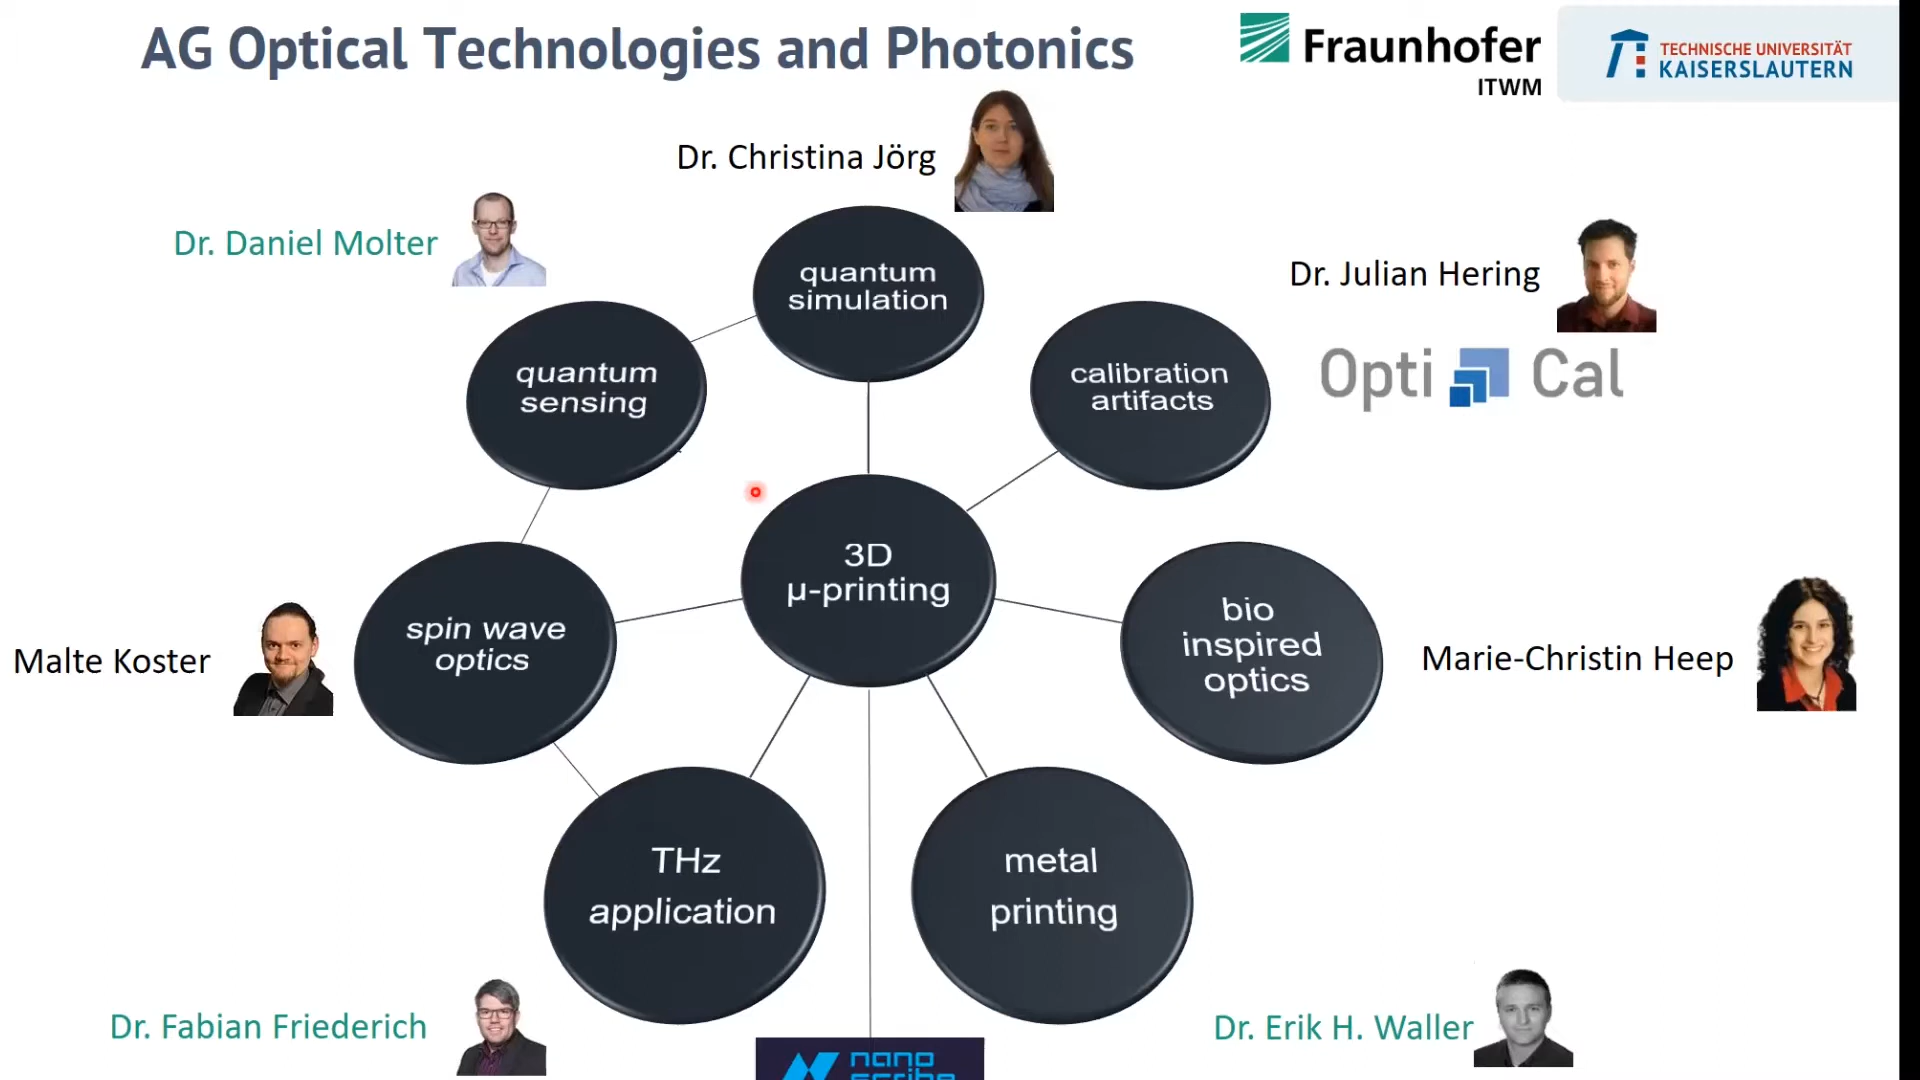 AG Optical Technologies and Photonics
Fraunhofer
ITWM
TECHNISCHE UNIVERSITÄT
KAISERSLAUTERN
Dr. Christina Jörg
Dr. Daniel Molter
Dr. Julian Hering
quantum
simulation
quantum
sensing
calibration
artifacts
Opti Cal
3D
µ-printing
spin wave
optics
bio
inspired
optics
Malte Koster
Marie-Christin Heep
THz
application
metal
printing
Dr. Fabian Friederich
Dr. Erik H. Waller
nano
scribe